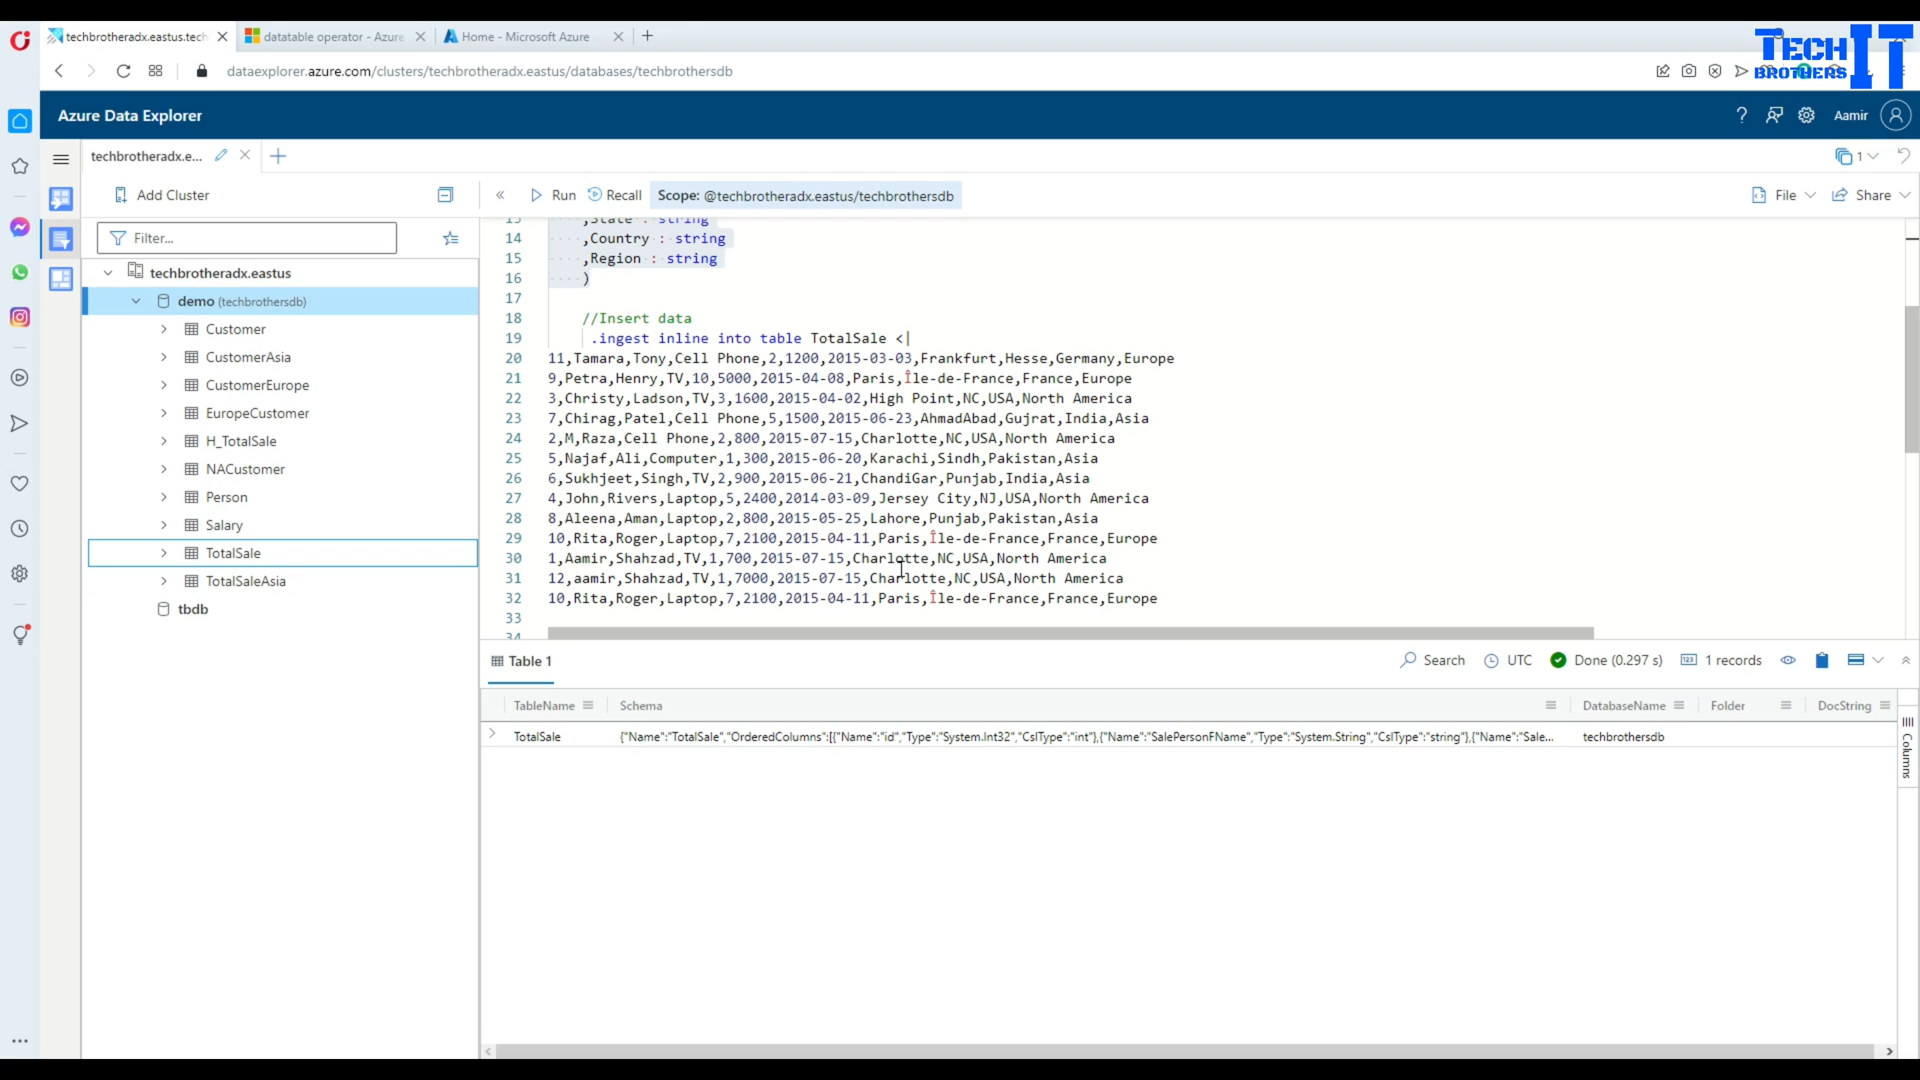 techbrotheradx.eastus.tech
datatable operator - Azure
Home - Microsoft Azure
TECH BROTHERS IT
dataexplorer.azure.com/clusters/techbrotheradx.eastus/databases/techbrothersdb
Azure Data Explorer
Aamir
techbrotheradx.e...
1
Add Cluster
Run
Recall
Scope: @techbrotheradx.eastus/techbrothersdb
File
Share
Filter...
techbrotheradx.eastus
demo (techbrothersdb)
Customer
CustomerAsia
CustomerEurope
EuropeCustomer
H_TotalSale
NACustomer
Person
Salary
TotalSale
TotalSaleAsia
tbdb
13 ,State : string
14 ,Country : string
15 ,Region : string
16 )
17
18 //Insert data
19 .ingest inline into table TotalSale <|
20 11,Tamara,Tony,Cell Phone,2,1200,2015-03-03,Frankfurt,Hesse,Germany,Europe
21 9,Petra,Henry,TV,10,5000,2015-04-08,Paris,Île-de-France,France,Europe
22 3,Christy,Ladson,TV,3,1600,2015-04-02,High Point,NC,USA,North America
23 7,Chirag,Patel,Cell Phone,5,1500,2015-06-23,AhmadAbad,Gujrat,India,Asia
24 2,M,Raza,Cell Phone,2,800,2015-07-15,Charlotte,NC,USA,North America
25 5,Najaf,Ali,Computer,1,300,2015-06-20,Karachi,Sindh,Pakistan,Asia
26 6,Sukhjeet,Singh,TV,2,900,2015-06-21,ChandiGar,Punjab,India,Asia
27 4,John,Rivers,Laptop,5,2400,2014-03-09,Jersey City,NJ,USA,North America
28 8,Aleena,Aman,Laptop,2,800,2015-05-25,Lahore,Punjab,Pakistan,Asia
29 10,Rita,Roger,Laptop,7,2100,2015-04-11,Paris,Île-de-France,France,Europe
30 1,Aamir,Shahzad,TV,1,700,2015-07-15,Charlotte,NC,USA,North America
31 12,aamir,Shahzad,TV,1,7000,2015-07-15,Charlotte,NC,USA,North America
32 10,Rita,Roger,Laptop,7,2100,2015-04-11,Paris,Île-de-France,France,Europe
33
34
Table 1
Search
UTC
Done (0.297 s)
1 records
TableName Schema DatabaseName Folder DocString
TotalSale {"Name":"TotalSale","OrderedColumns":[{"Name":"id","Type":"System.Int32","CslType":"int"},{"Name":"SalePersonFName","Type":"System.String","CslType":"string"},{"Name":"Sale... techbrothersdb
Columns